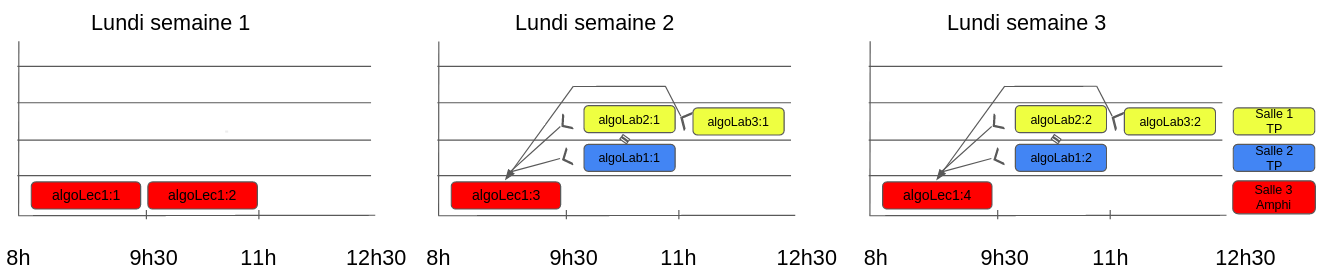 Lundi semaine 1
Lundi semaine 2
Lundi semaine 3
algoLab2:1
algoLab3:1
algoLab2:2
algoLab3:2
Salle 1
TP
algoLab1:1
algoLab1:2
Salle 2
TP
algoLec1:1
algoLec1:2
algoLec1:3
algoLec1:4
Salle 3
Amphi
8h
9h30
11h
12h30
8h
9h30
11h
12h30
8h
9h30
11h
12h30